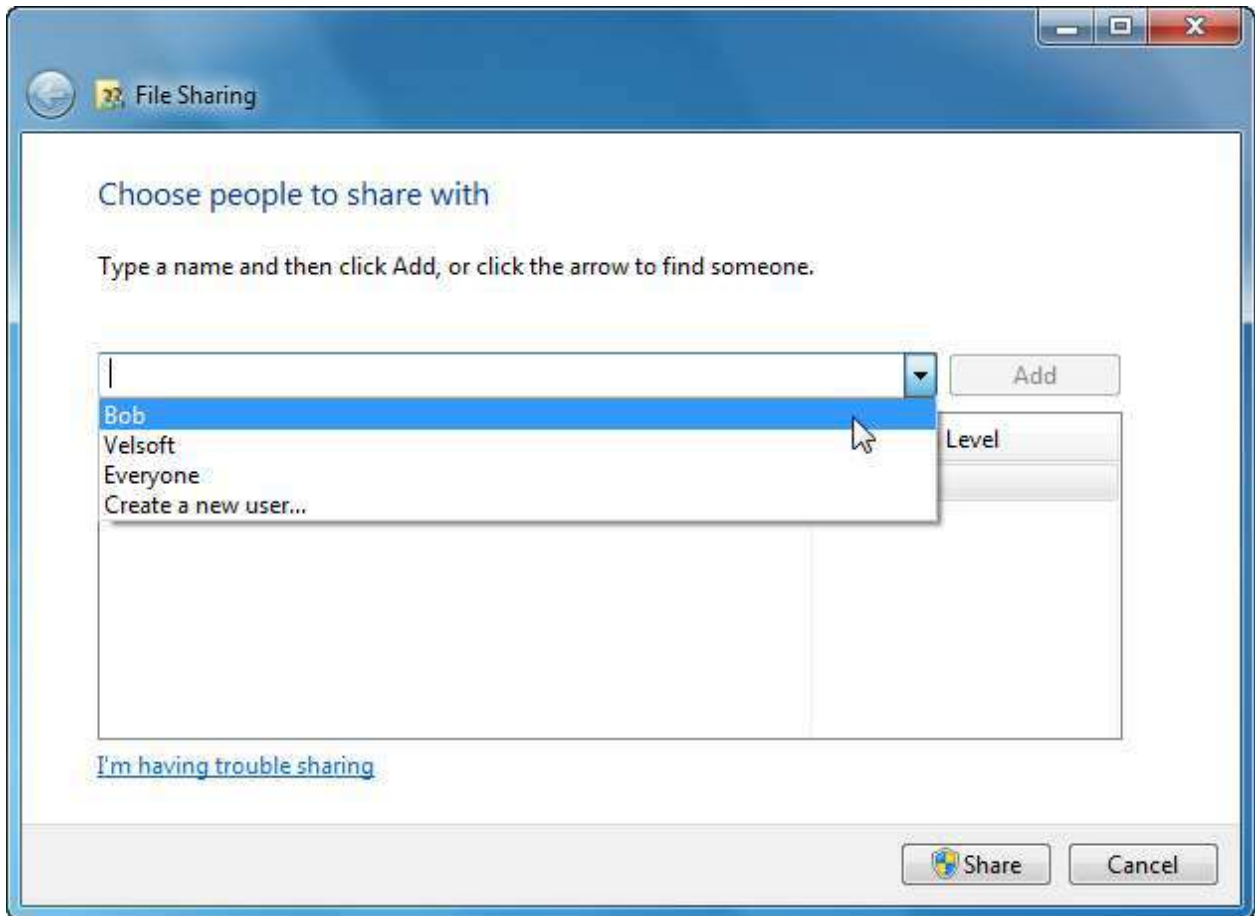 File Sharing
Choose people to share with
Type a name and then click Add, or click the arrow to find someone.
Add
Bob
Velsoft
Everyone
Create a new user...
Level
I'm having trouble sharing
Share
Cancel